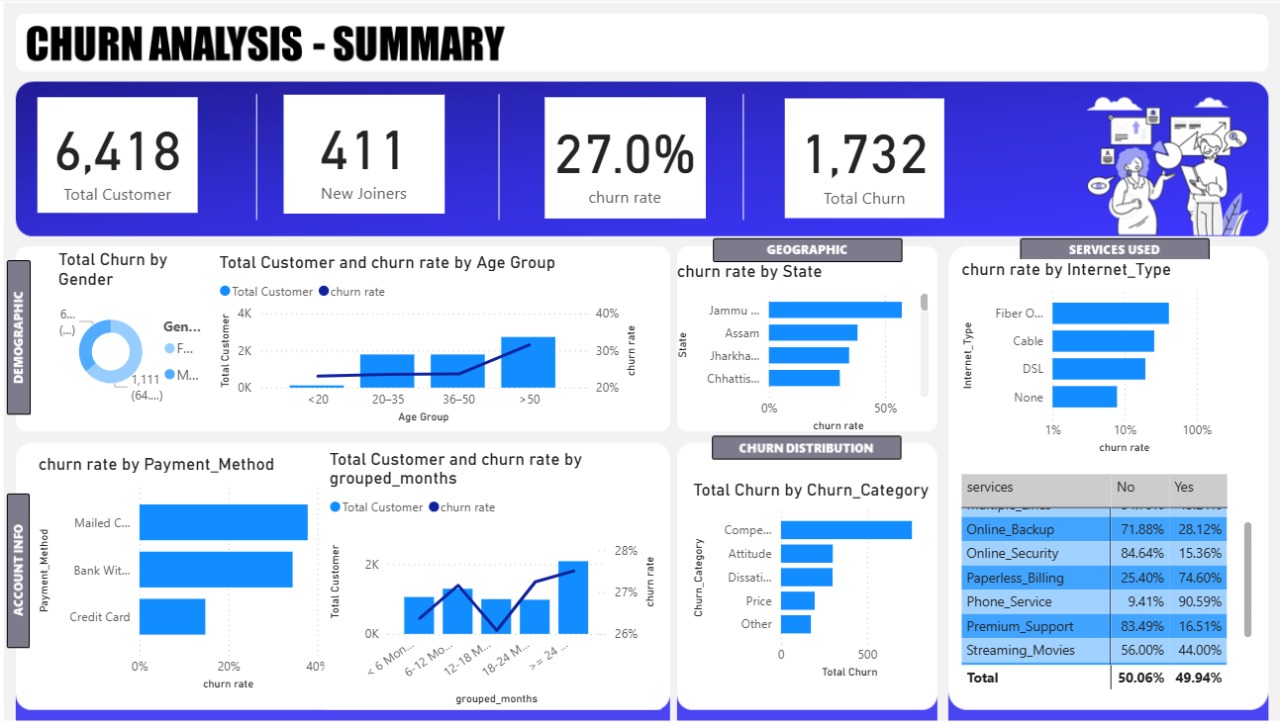 CHURN ANALYSIS - SUMMARY
6,418
Total Customer
411
New Joiners
27.0%
churn rate
1,732
Total Churn
DEMOGRAPHIC
Total Churn by
Gender
6...
(...)
1,111
(64....)
Gen...
F...
M...
Total Customer and churn rate by Age Group
Total Customer churn rate
Total Customer
4K
2K
0K
40%
30%
20%
churn rate
<20 20–35 36–50 >50
Age Group
GEOGRAPHIC
churn rate by State
State
Jammu ...
Assam
Jharkha...
Chhattis...
0% 50%
churn rate
SERVICES USED
churn rate by Internet_Type
Internet_Type
Fiber O...
Cable
DSL
None
1% 10% 100%
churn rate
ACCOUNT INFO
churn rate by Payment_Method
Payment_Method
Mailed C...
Bank Wit...
Credit Card
0% 20% 40%
churn rate
Total Customer and churn rate by
grouped_months
Total Customer churn rate
Total Customer
2K
0K
28%
27%
26%
churn rate
< 6 Mon... 6-12 Mo... 12-18 M... 18-24 M... >= 24 ...
grouped_months
CHURN DISTRIBUTION
Total Churn by Churn_Category
Churn_Category
Compe...
Attitude
Dissati...
Price
Other
0 500
Total Churn
services No Yes
Online_Backup 71.88% 28.12%
Online_Security 84.64% 15.36%
Paperless_Billing 25.40% 74.60%
Phone_Service 9.41% 90.59%
Premium_Support 83.49% 16.51%
Streaming_Movies 56.00% 44.00%
Total 50.06% 49.94%